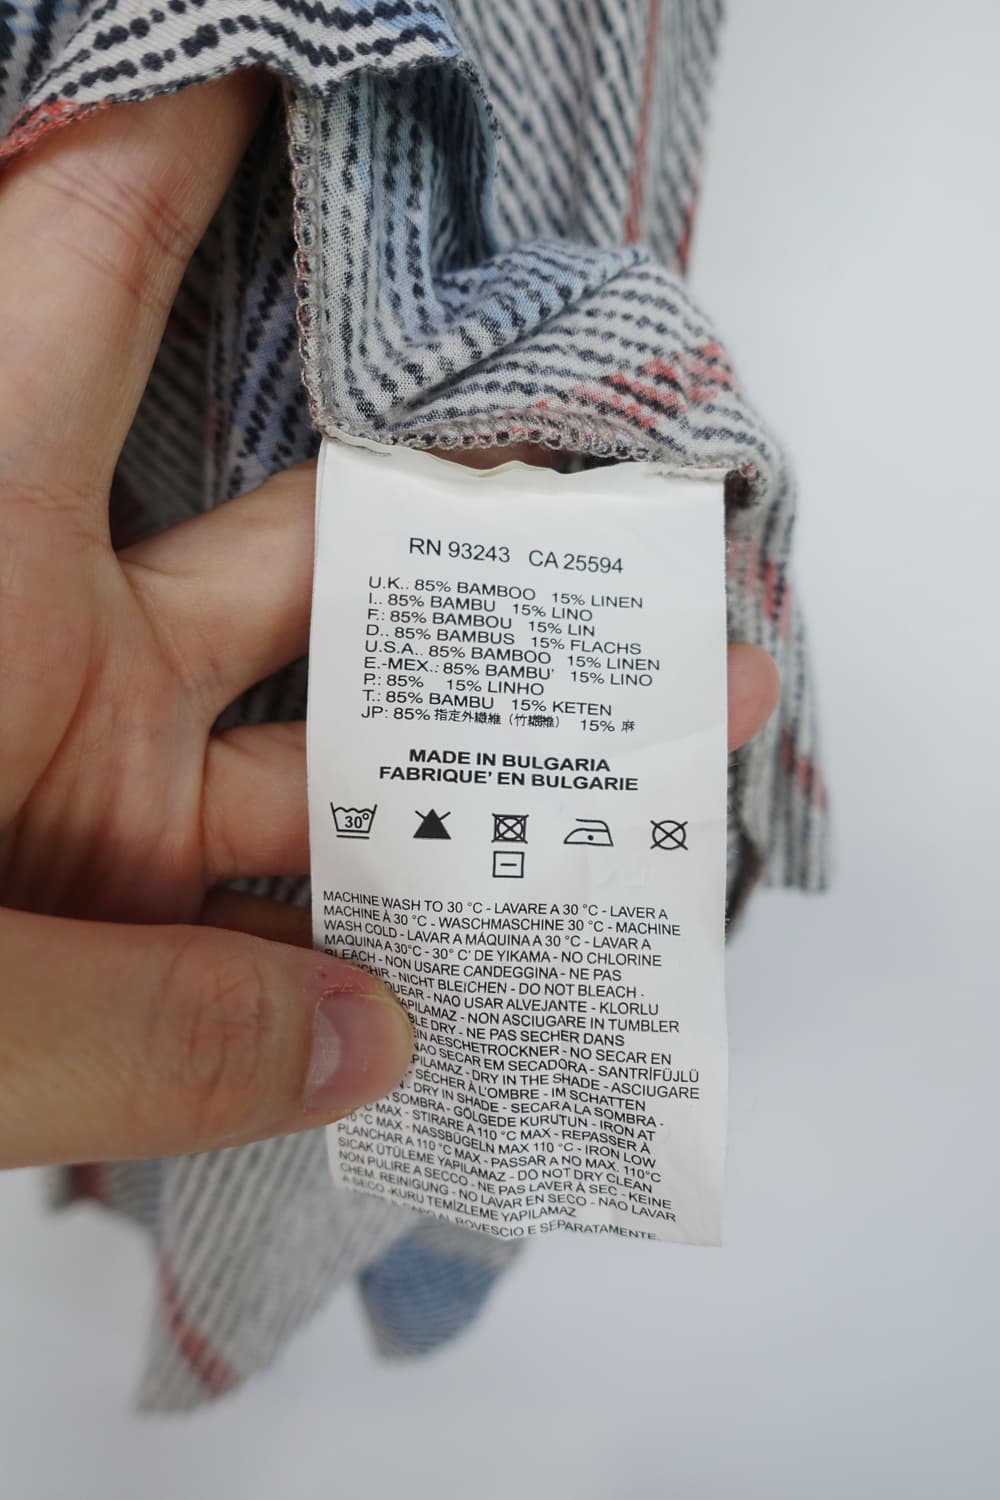 RN 93243 CA 25594
U.K.: 85% BAMBOO 15% LINEN
I.. 85% BAMBU 15% LINO
F.: 85% BAMBOU 15% LIN
D.. 85% BAMBUS 15% FLACHS
U.S.A.. 85% BAMBOO 15% LINEN
E.-MEX.: 85% BAMBU' 15% LINO
P.: 85% 15% LINHO
T.: 85% BAMBU 15% KETEN
JP: 85% 指定外繊維 (竹繊維) 15% 麻
MADE IN BULGARIA
FABRIQUE' EN BULGARIE
30°
MACHINE WASH TO 30 °C - LAVARE A 30 °C - LAVER A
MACHINE À 30 °C - WASCHMASCHINE 30 °C - MACHINE
WASH COLD - LAVAR A MÁQUINA A 30 °C - LAVAR A
MAQUINA A 30°C - 30° C' DE YIKAMA - NO CHLORINE
BLEACH - NON USARE CANDEGGINA - NE PAS
- NICHT BLEICHEN - DO NOT BLEACH -
- NAO USAR ALVEJANTE - KLORLU
- NON ASCIUGARE IN TUMBLER
DRY - NE PAS SECHER DANS
- NO SECAR EN
NAO SECAR EM SECADORA - SANTRİFÜJLÜ
- DRY IN THE SHADE - ASCIUGARE
- SÉCHER À L'OMBRE - IM SCHATTEN
- DRY IN SHADE - SECAR A LA SOMBRA -
SOMBRA - GÖLGEDE KURUTUN - IRON AT
°C MAX - STIRARE A 110 °C MAX - REPASSER À
110 °C MAX - NASSBÜGELN MAX 110 °C - IRON LOW
PLANCHAR A 110 °C MAX - PASSAR A NO MAX. 110°C
SICAK ÜTÜLEME YAPILAMAZ - DO NOT DRY CLEAN
NON PULIRE A SECCO - NE PAS LAVER À SEC - KEINE
CHEM. REINIGUNG - NO LAVAR EN SECO - NÃO LAVAR
A SECO - KURU TEMİZLEME YAPILAMAZ
CAPO AL ROVESCIO E SEPARATAMENTE.